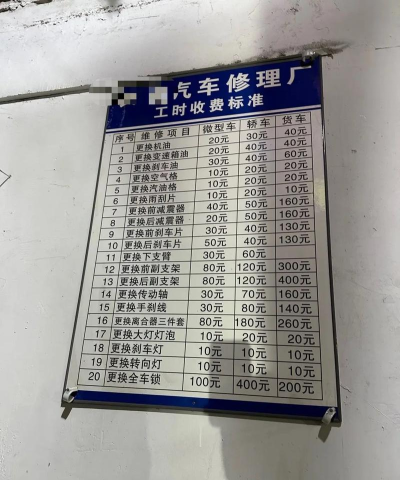 汽车修理厂
工时收费标准
序号 维修项目 微型车 轿车 货车
1 更换机油 20元 30元 40元
2 更换变速箱油 20元 40元 40元
3 更换刹车油 30元 40元 60元
4 更换空气格 10元 20元 20元
5 更换汽油格 10元 20元 20元
6 更换雨刮片 10元 20元 20元
7 更换前减震器 40元 50元 160元
8 更换后减震器 20元 50元 160元
9 更换前刹车片 30元 40元 130元
10 更换后刹车片 50元 40元 130元
11 更换下支臂 30元 60元
12 更换前副支架 80元 120元 300元
13 更换后副支架 80元 120元 400元
14 更换传动轴 30元 70元 160元
15 更换手刹线 30元 80元 140元
16 更换离合器三件套 80元 180元 260元
17 更换大灯灯泡 10元 20元 20元
18 更换刹车灯 10元 10元 10元
19 更换转向灯 10元 10元 10元
20 更换全车锁 100元 400元 200元